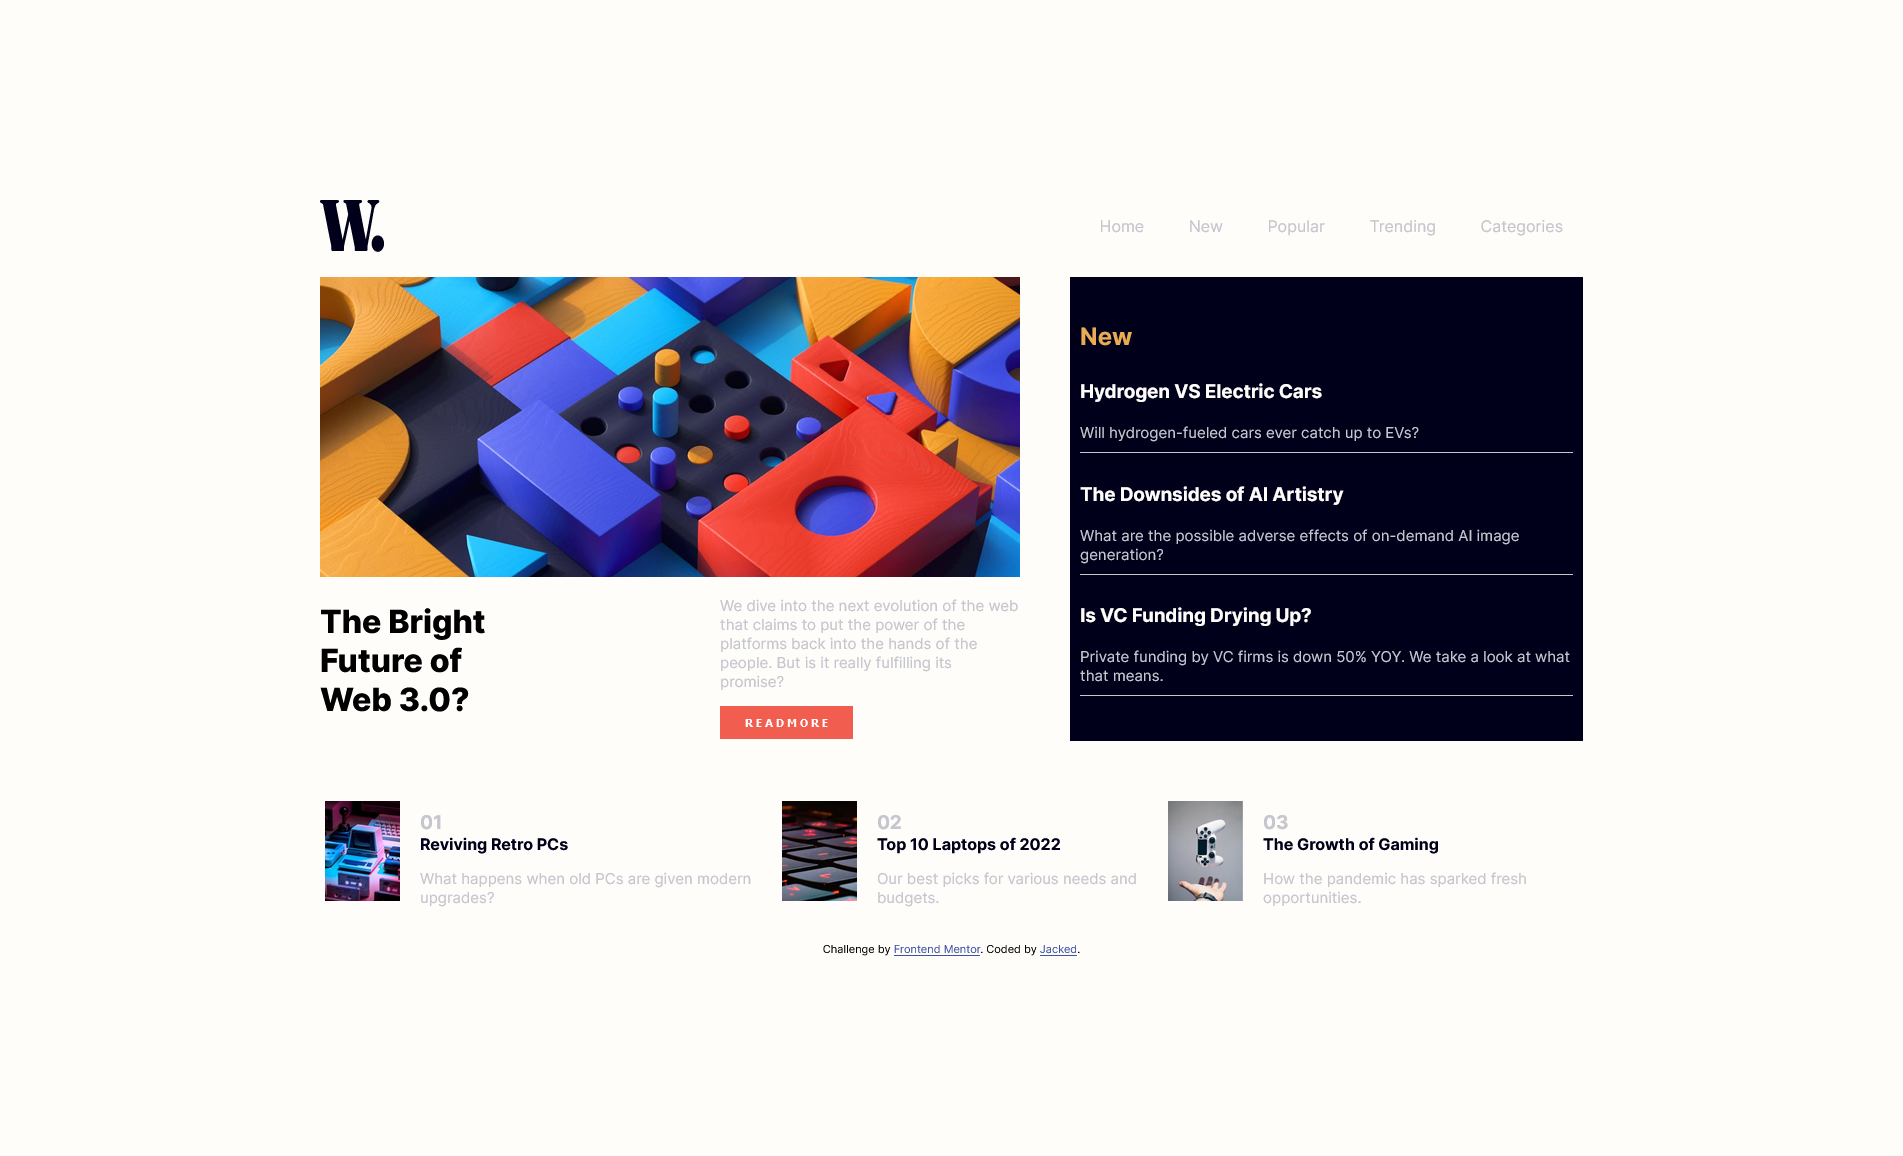 W.
Home New Popular Trending Categories
The Bright
Future of
Web 3.0?
We dive into the next evolution of the web
that claims to put the power of the
platforms back into the hands of the
people. But is it really fulfilling its
promise?
READMORE
New
Hydrogen VS Electric Cars
Will hydrogen-fueled cars ever catch up to EVs?
The Downsides of AI Artistry
What are the possible adverse effects of on-demand AI image
generation?
Is VC Funding Drying Up?
Private funding by VC firms is down 50% YOY. We take a look at what
that means.
01
Reviving Retro PCs
What happens when old PCs are given modern
upgrades?
02
Top 10 Laptops of 2022
Our best picks for various needs and
budgets.
03
The Growth of Gaming
How the pandemic has sparked fresh
opportunities.
Challenge by Frontend Mentor. Coded by Jacked.